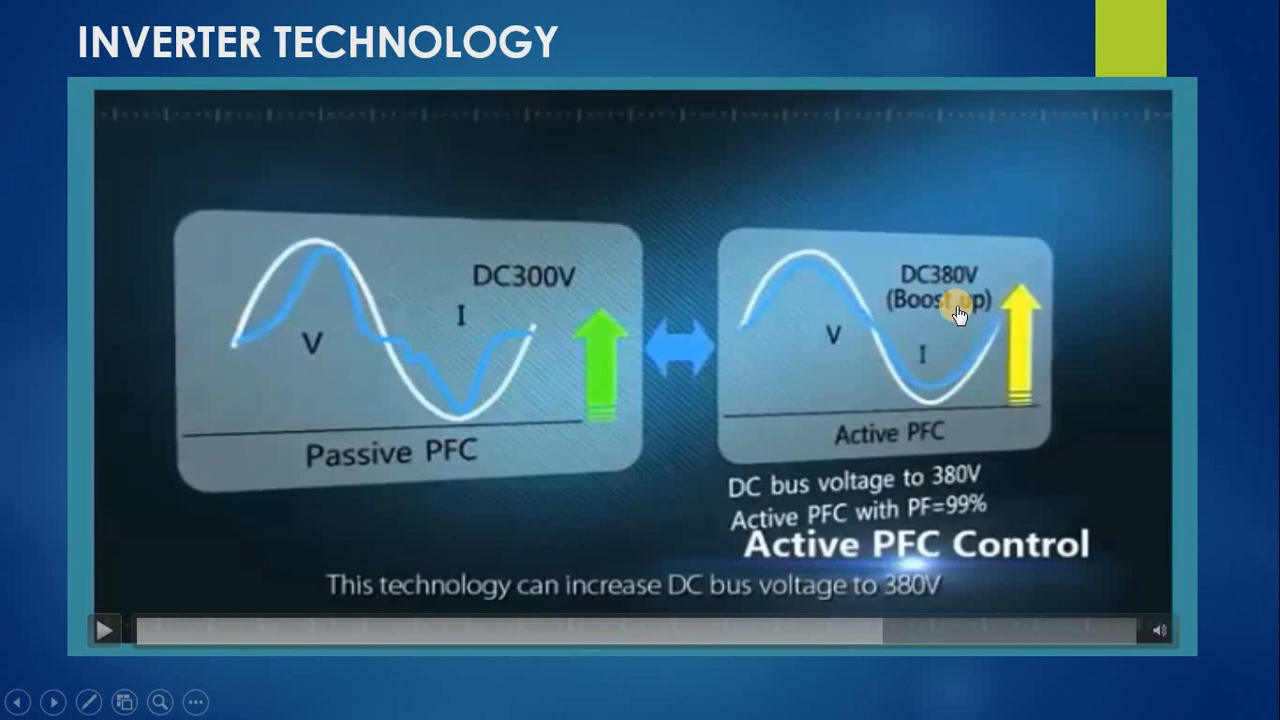 INVERTER TECHNOLOGY
DC300V
I
V
Passive PFC
DC380V
(Boost up)
V
I
Active PFC
DC bus voltage to 380V
Active PFC with PF=99%
Active PFC Control
This technology can increase DC bus voltage to 380V